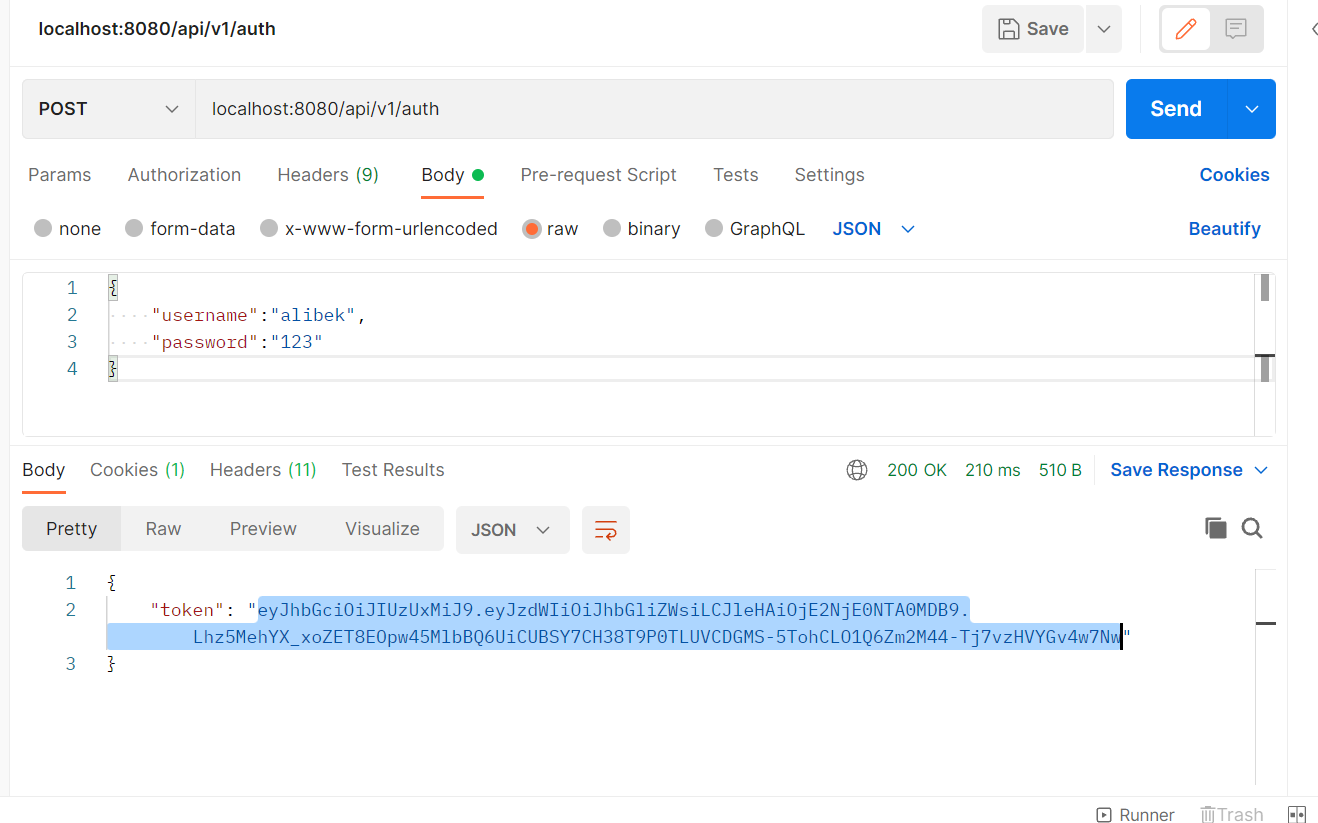 localhost:8080/api/v1/auth
Save
POST
localhost:8080/api/v1/auth
Send
Params Authorization Headers (9) Body Pre-request Script Tests Settings Cookies
none form-data x-www-form-urlencoded raw binary GraphQL JSON Beautify
1 {
2 "username":"alibek",
3 "password":"123"
4 }
Body Cookies (1) Headers (11) Test Results 200 OK 210 ms 510 B Save Response
Pretty Raw Preview Visualize JSON
1 {
2 "token": "eyJhbGciOiJIUzUxMiJ9.eyJzdWIiOiJhbGliZWsiLCJleHAiOjE2NjE0NTA0MDB9.
Lhz5MehYX_xoZET8EOpw45MlbBQ6UiCUBSY7CH38T9P0TLUVCDGMS-5TohCLO1Q6Zm2M44-Tj7vzHVYGv4w7Nw"
3 }
Runner Trash